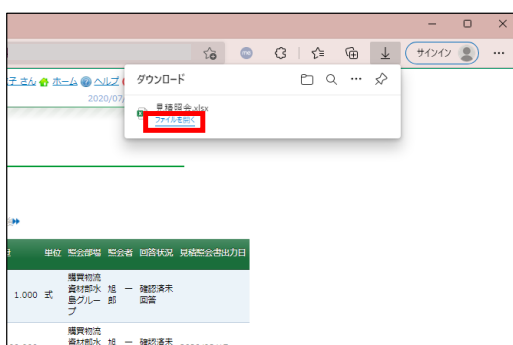 サインイン
me
ダウンロード
子 さん ホーム ヘルプ
2020/07/
見積照会.xlsx
ファイルを開く
単位 照会部場 照会者 回答状況 見積照会書出力日
1.000 式 購買物流
資材部水
島グルー
プ
旭 一
郎
確認済未
回答
購買物流
資材部水 旭 一 確認済未